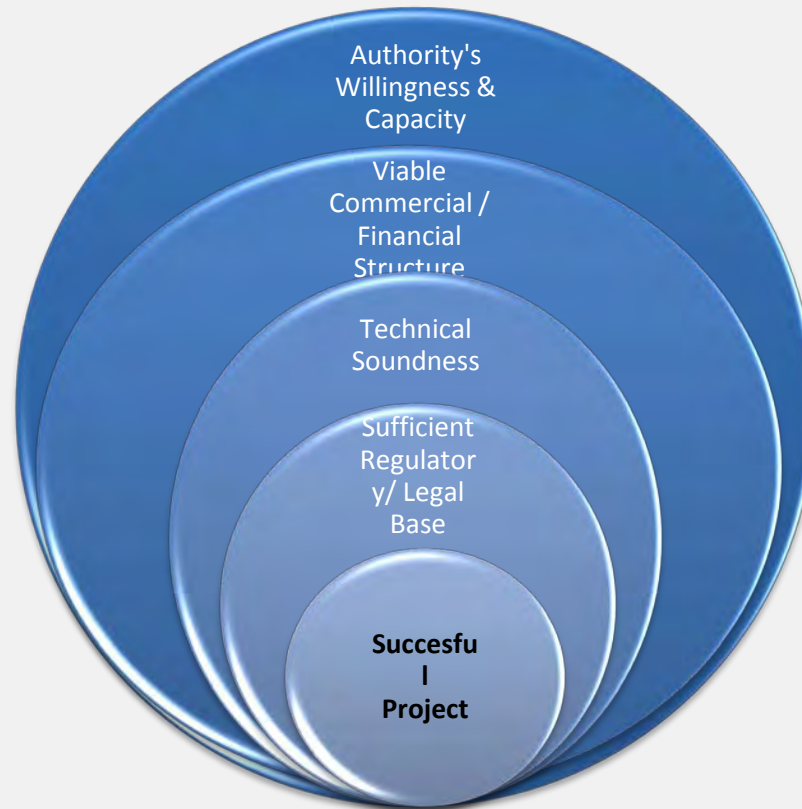 Authority's
Willingness &
Capacity
Viable
Commercial /
Financial
Structure
Technical
Soundness
Sufficient
Regulator
y/ Legal
Base
Succesfu
l
Project